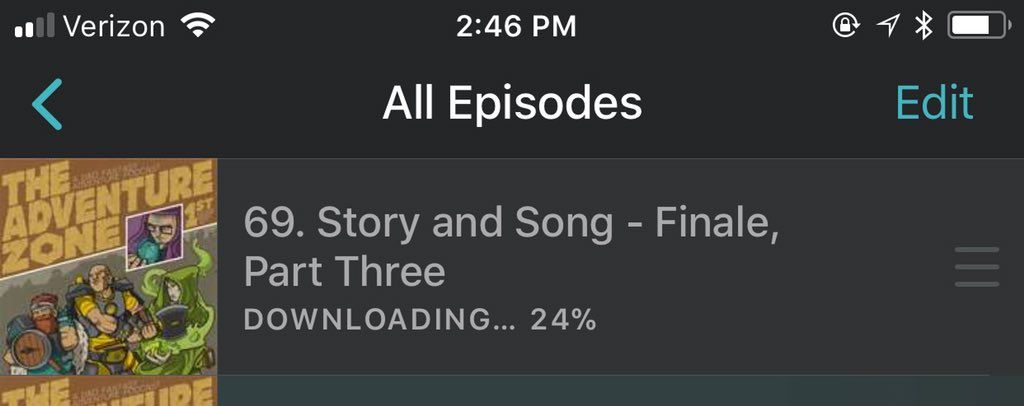 Verizon 2:46 PM
All Episodes Edit
THE
ADVENTURE
ZONE
1ST
69. Story and Song - Finale,
Part Three
DOWNLOADING... 24%